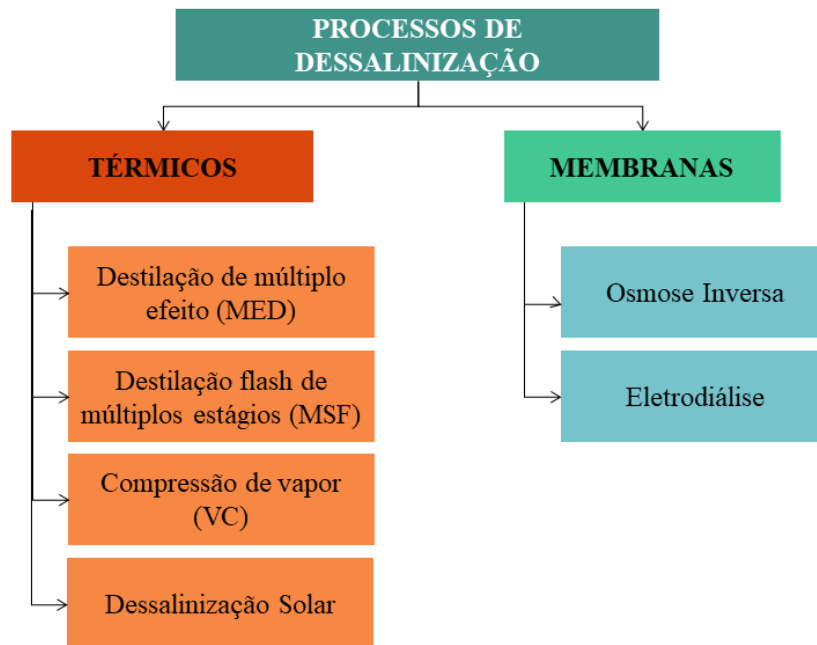 PROCESSOS DE
DESSALINIZAÇÃO
TÉRMICOS
MEMBRANAS
Destilação de múltiplo
efeito (MED)
Destilação flash de
múltiplos estágios (MSF)
Compressão de vapor
(VC)
Dessalinização Solar
Osmose Inversa
Eletrodiálise